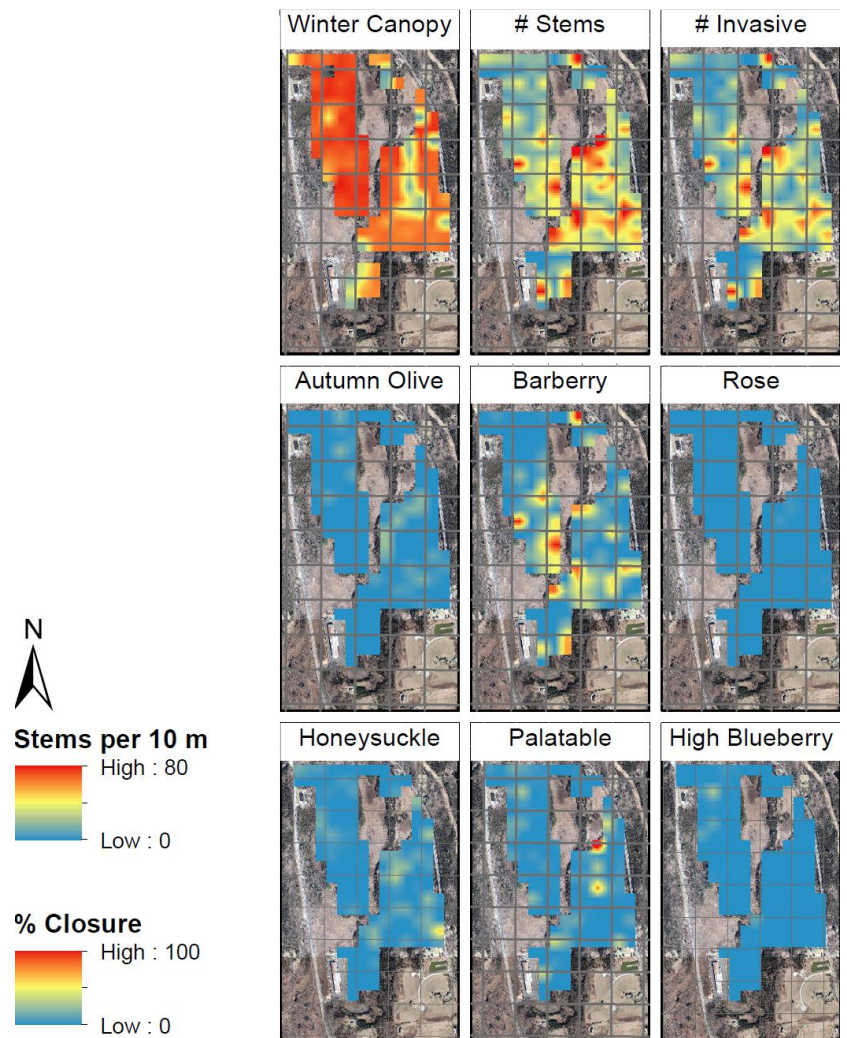 Winter Canopy
# Stems
# Invasive
Autumn Olive
Barberry
Rose
Honeysuckle
Palatable
High Blueberry
N
Stems per 10 m
High : 80
Low : 0
% Closure
High : 100
Low : 0